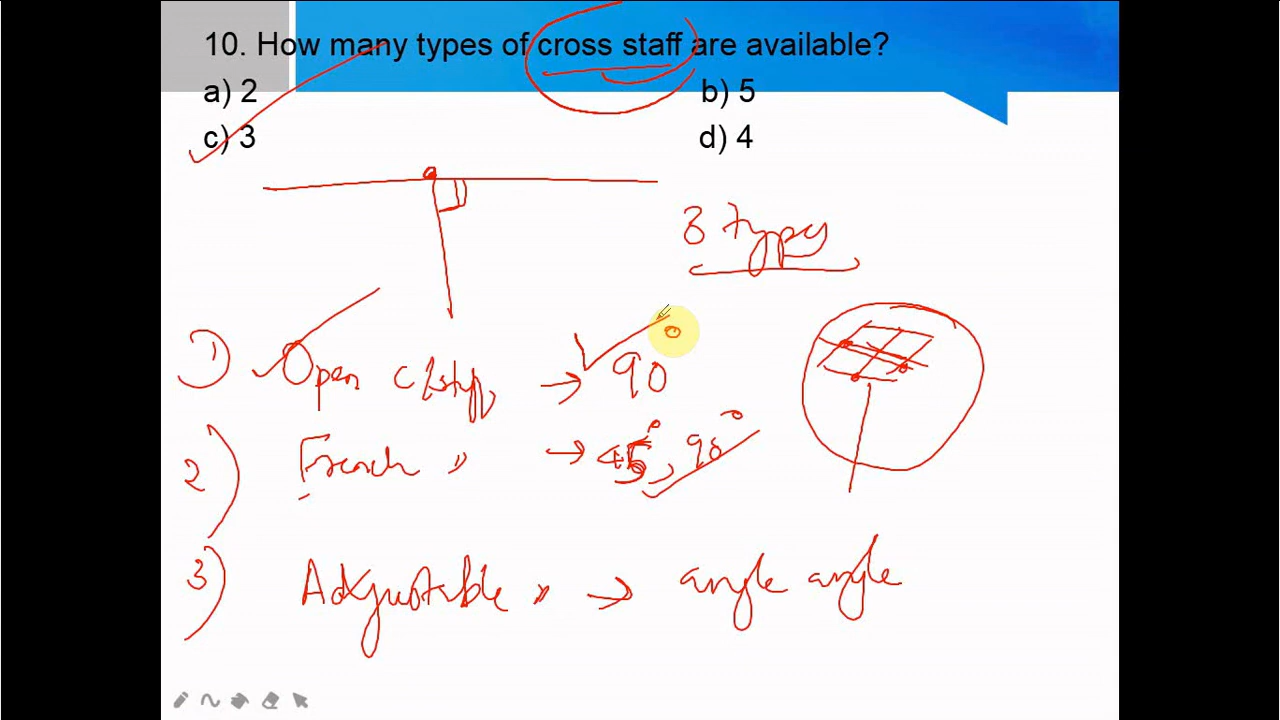 10. How many types of cross staff are available?
a) 2 b) 5
c) 3 d) 4
3 types
1) Open c/staff → 90°
2) French " → 45°, 90°
3) Adjustable " → angle angle